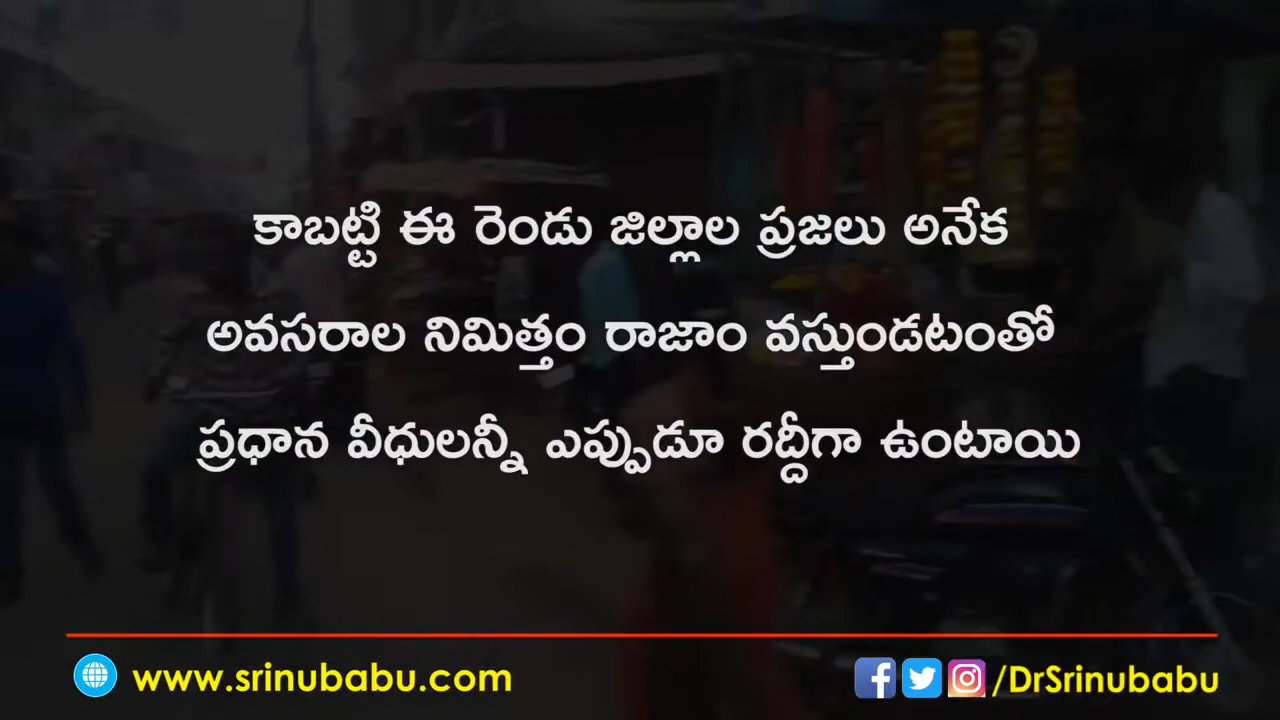 కాబట్టి ఈ రెండు జిల్లాల ప్రజలు అనేక
అవసరాల నిమిత్తం రాజాం వస్తుండటంతో
ప్రధాన వీధులన్నీ ఎప్పుడూ రద్దీగా ఉంటాయి
www.srinubabu.com
/DrSrinubabu